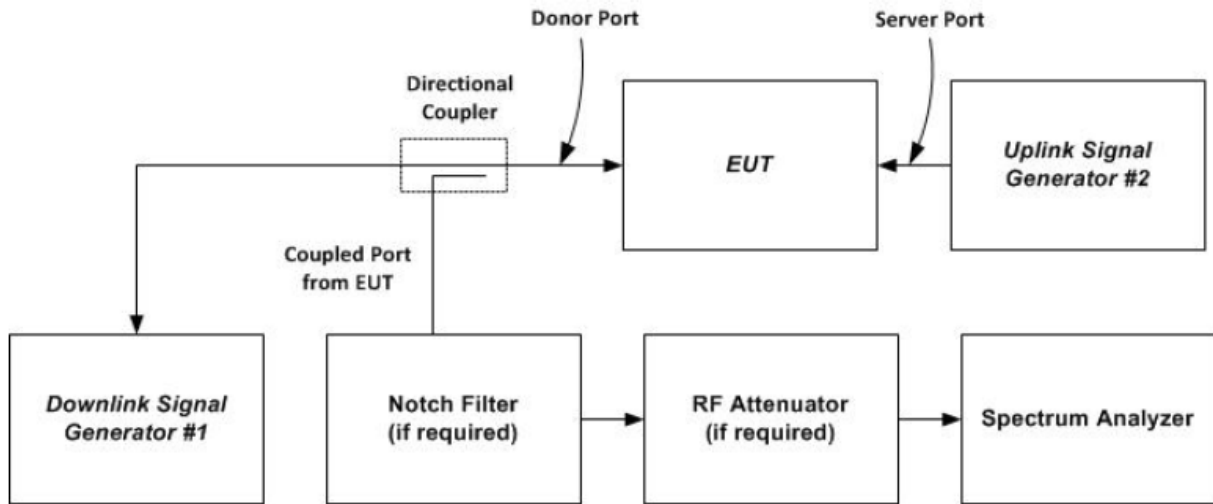 Donor Port
Server Port
Directional
Coupler
EUT
Uplink Signal
Generator #2
Coupled Port
from EUT
Downlink Signal
Generator #1
Notch Filter
(if required)
RF Attenuator
(if required)
Spectrum Analyzer